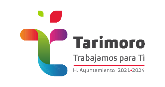 Tarimoro
Trabajamos para Ti
H. Ayuntamiento 2021-2024